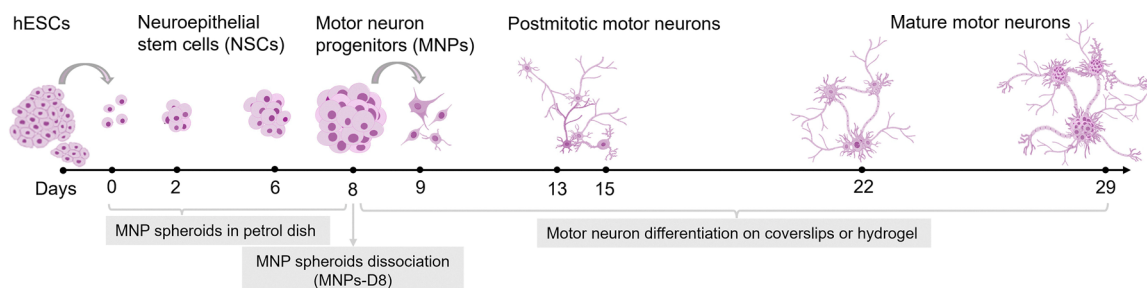 hESCs
Neuroepithelial
stem cells (NSCs)
Motor neuron
progenitors (MNPs)
Postmitotic motor neurons
Mature motor neurons
Days
0
2
6
8
9
13
15
22
29
MNP spheroids in petrol dish
Motor neuron differentiation on coverslips or hydrogel
MNP spheroids dissociation
(MNPs-D8)